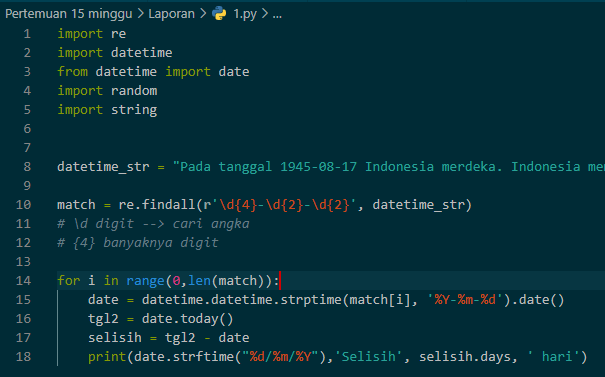 Pertemuan 15 minggu > Laporan > 1.py > ...
1 import re
2 import datetime
3 from datetime import date
4 import random
5 import string
6
7
8 datetime_str = "Pada tanggal 1945-08-17 Indonesia merdeka. Indonesia me
9
10 match = re.findall(r'\d{4}-\d{2}-\d{2}', datetime_str)
11 # \d digit --> cari angka
12 # {4} banyaknya digit
13
14 for i in range(0,len(match)):
15     date = datetime.datetime.strptime(match[i], '%Y-%m-%d').date()
16     tgl2 = date.today()
17     selisih = tgl2 - date
18     print(date.strftime("%d/%m/%Y"),'Selisih', selisih.days, ' hari')